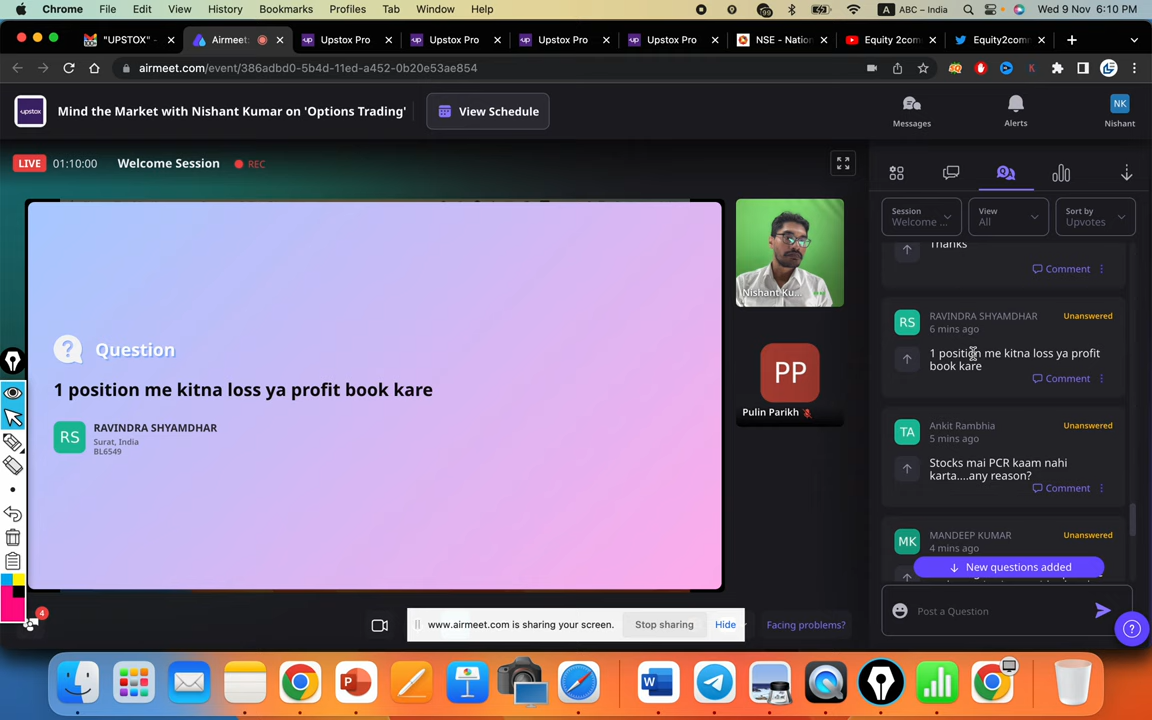 Chrome File Edit View History Bookmarks Profiles Tab Window Help
A ABC – India Wed 9 Nov 6:10 PM
"UPSTOX" - Airmeet: Upstox Pro Upstox Pro Upstox Pro Upstox Pro NSE - Nation Equity 2com Equity2com
airmeet.com/event/386adbd0-5b4d-11ed-a452-0b20e53ae854
upstox Mind the Market with Nishant Kumar on 'Options Trading' View Schedule
Messages Alerts NK Nishant
LIVE 01:10:00 Welcome Session REC
Session View Sort by
Welcome ... All Upvotes
Thanks
Comment
Nishant Ku...
RS RAVINDRA SHYAMDHAR Unanswered
6 mins ago
1 position me kitna loss ya profit
book kare
Comment
? Question
1 position me kitna loss ya profit book kare
RS RAVINDRA SHYAMDHAR
Surat, India
BL6549
PP
Pulin Parikh
TA Ankit Rambhia Unanswered
5 mins ago
Stocks mai PCR kaam nahi
karta....any reason?
Comment
MK MANDEEP KUMAR Unanswered
4 mins ago
New questions added
Post a Question
?
4
www.airmeet.com is sharing your screen. Stop sharing Hide
Facing problems?
W